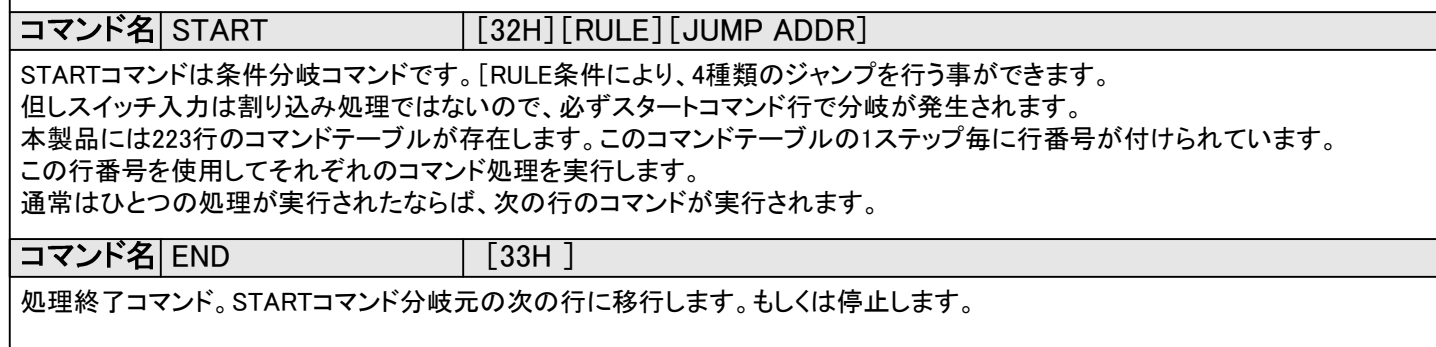 コマンド名 START [32H][RULE][JUMP ADDR]
STARTコマンドは条件分岐コマンドです。[RULE条件により、4種類のジャンプを行う事ができます。
但しスイッチ入力は割り込み処理ではないので、必ずスタートコマンド行で分岐が発生されます。
本製品には223行のコマンドテーブルが存在します。このコマンドテーブルの1ステップ毎に行番号が付けられています。
この行番号を使用してそれぞれのコマンド処理を実行します。
通常はひとつの処理が実行されたならば、次の行のコマンドが実行されます。
コマンド名 END [33H ]
処理終了コマンド。STARTコマンド分岐元の次の行に移行します。もしくは停止します。